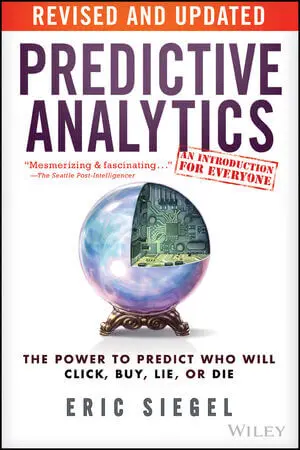 REVISED AND UPDATED
PREDICTIVE
ANALYTICS
"Mesmerizing & fascinating..."
—The Seattle Post-Intelligencer
AN INTRODUCTION
FOR EVERYONE
THE POWER TO PREDICT WHO WILL
CLICK, BUY, LIE, OR DIE
ERIC SIEGEL
WILEY